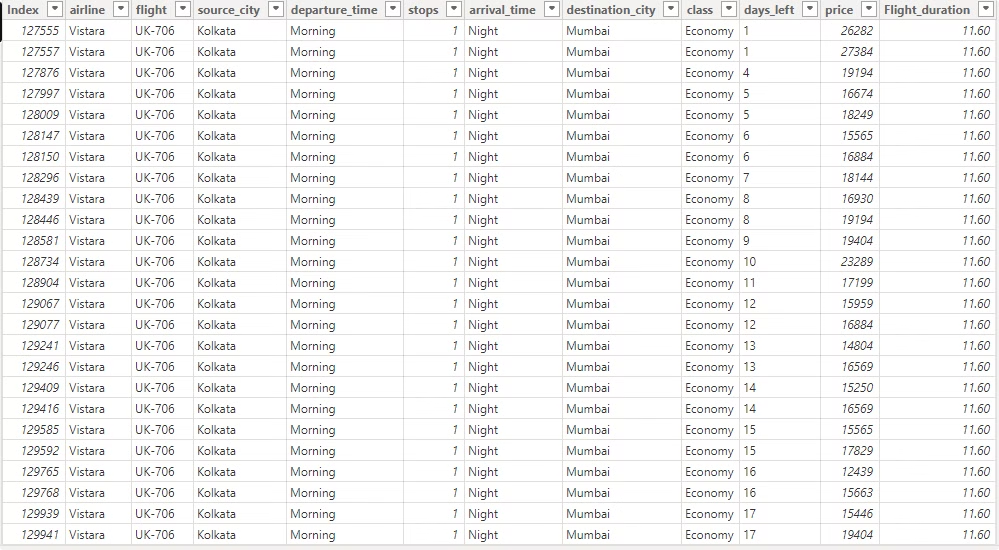 Index airline flight source_city departure_time stops arrival_time destination_city class days_left price Flight_duration
127555 Vistara UK-706 Kolkata Morning 1 Night Mumbai Economy 1 26282 11.60
127557 Vistara UK-706 Kolkata Morning 1 Night Mumbai Economy 1 27384 11.60
127876 Vistara UK-706 Kolkata Morning 1 Night Mumbai Economy 4 19194 11.60
127997 Vistara UK-706 Kolkata Morning 1 Night Mumbai Economy 5 16674 11.60
128009 Vistara UK-706 Kolkata Morning 1 Night Mumbai Economy 5 18249 11.60
128147 Vistara UK-706 Kolkata Morning 1 Night Mumbai Economy 6 15565 11.60
128150 Vistara UK-706 Kolkata Morning 1 Night Mumbai Economy 6 16884 11.60
128296 Vistara UK-706 Kolkata Morning 1 Night Mumbai Economy 7 18144 11.60
128439 Vistara UK-706 Kolkata Morning 1 Night Mumbai Economy 8 16930 11.60
128446 Vistara UK-706 Kolkata Morning 1 Night Mumbai Economy 8 19194 11.60
128581 Vistara UK-706 Kolkata Morning 1 Night Mumbai Economy 9 19404 11.60
128734 Vistara UK-706 Kolkata Morning 1 Night Mumbai Economy 10 23289 11.60
128904 Vistara UK-706 Kolkata Morning 1 Night Mumbai Economy 11 17199 11.60
129067 Vistara UK-706 Kolkata Morning 1 Night Mumbai Economy 12 15959 11.60
129077 Vistara UK-706 Kolkata Morning 1 Night Mumbai Economy 12 16884 11.60
129241 Vistara UK-706 Kolkata Morning 1 Night Mumbai Economy 13 14804 11.60
129246 Vistara UK-706 Kolkata Morning 1 Night Mumbai Economy 13 16569 11.60
129409 Vistara UK-706 Kolkata Morning 1 Night Mumbai Economy 14 15250 11.60
129416 Vistara UK-706 Kolkata Morning 1 Night Mumbai Economy 14 16569 11.60
129585 Vistara UK-706 Kolkata Morning 1 Night Mumbai Economy 15 15565 11.60
129592 Vistara UK-706 Kolkata Morning 1 Night Mumbai Economy 15 17829 11.60
129765 Vistara UK-706 Kolkata Morning 1 Night Mumbai Economy 16 12439 11.60
129768 Vistara UK-706 Kolkata Morning 1 Night Mumbai Economy 16 15663 11.60
129939 Vistara UK-706 Kolkata Morning 1 Night Mumbai Economy 17 15446 11.60
129941 Vistara UK-706 Kolkata Morning 1 Night Mumbai Economy 17 19404 11.60